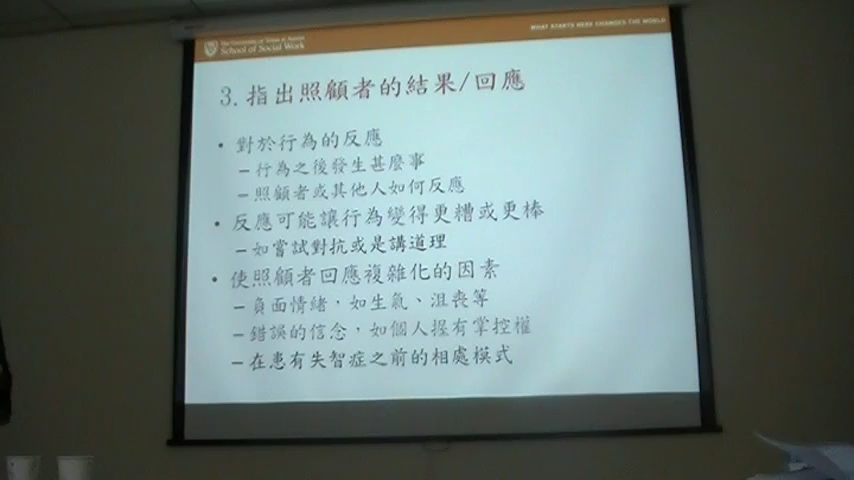 The University of Texas at Austin
School of Social Work
WHAT STARTS HERE CHANGES THE WORLD
3. 指出照顧者的結果/回應
• 對於行為的反應
– 行為之後發生甚麼事
– 照顧者或其他人如何反應
• 反應可能讓行為變得更糟或更棒
– 如嘗試對抗或是講道理
• 使照顧者回應複雜化的因素
– 負面情緒，如生氣、沮喪等
– 錯誤的信念，如個人握有掌控權
– 在患有失智症之前的相處模式